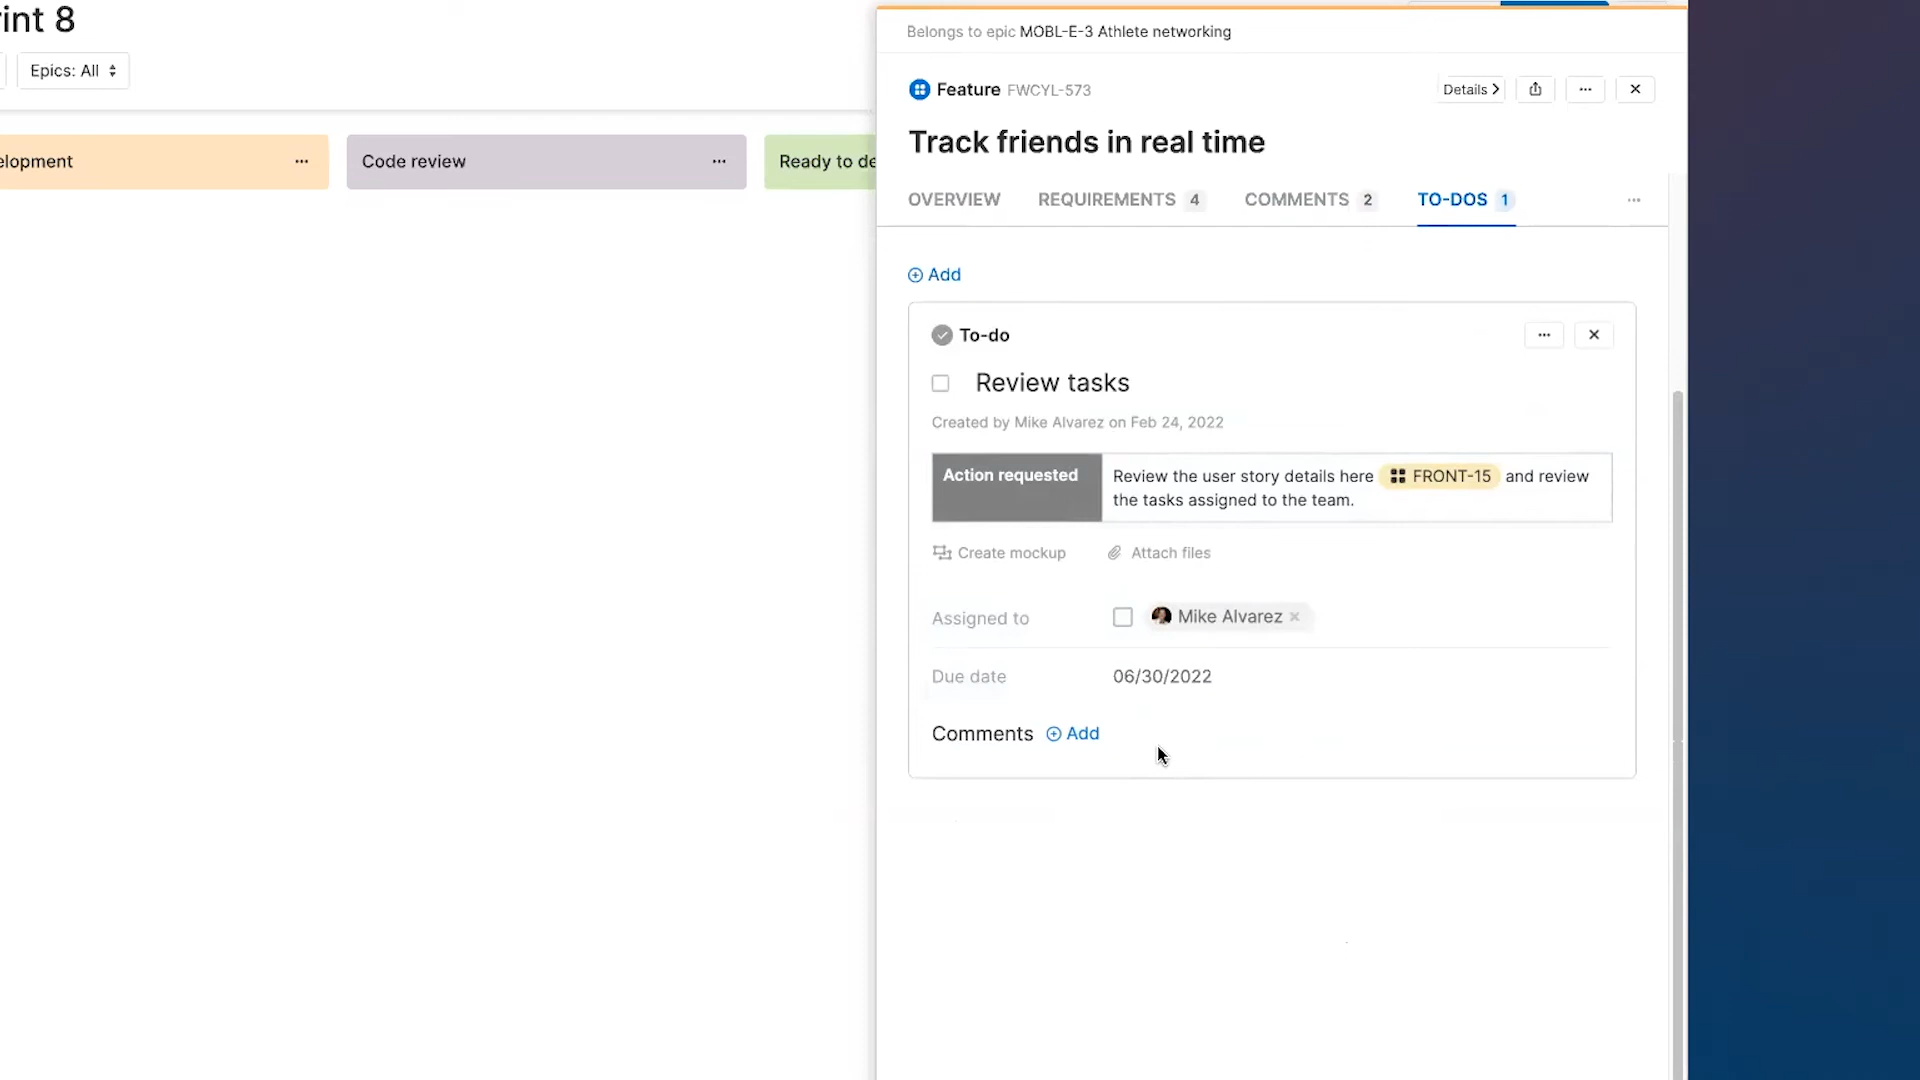 int 8
Epics: All
elopment
Code review
Ready to de
Belongs to epic MOBL-E-3 Athlete networking
Feature FWCYL-573
Details
Track friends in real time
OVERVIEW REQUIREMENTS 4 COMMENTS 2 TO-DOS 1
Add
To-do
Review tasks
Created by Mike Alvarez on Feb 24, 2022
Action requested
Review the user story details here FRONT-15 and review
the tasks assigned to the team.
Create mockup Attach files
Assigned to Mike Alvarez
Due date 06/30/2022
Comments Add